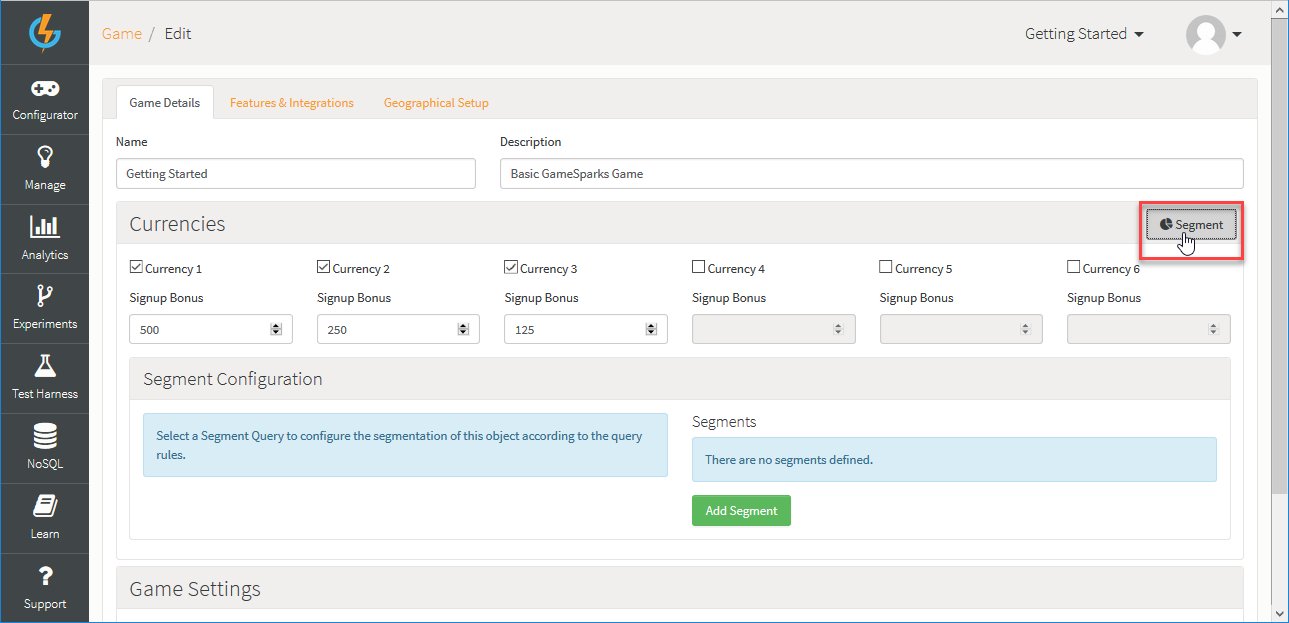 Game / Edit
Getting Started
Configurator
Manage
Analytics
Experiments
Test Harness
NoSQL
Learn
Support
Game Details Features & Integrations Geographical Setup
Name Description
Getting Started Basic GameSparks Game
Currencies Segment
Currency 1 Currency 2 Currency 3 Currency 4 Currency 5 Currency 6
Signup Bonus Signup Bonus Signup Bonus Signup Bonus Signup Bonus Signup Bonus
500 250 125
Segment Configuration
Select a Segment Query to configure the segmentation of this object according to the query
rules.
Segments
There are no segments defined.
Add Segment
Game Settings